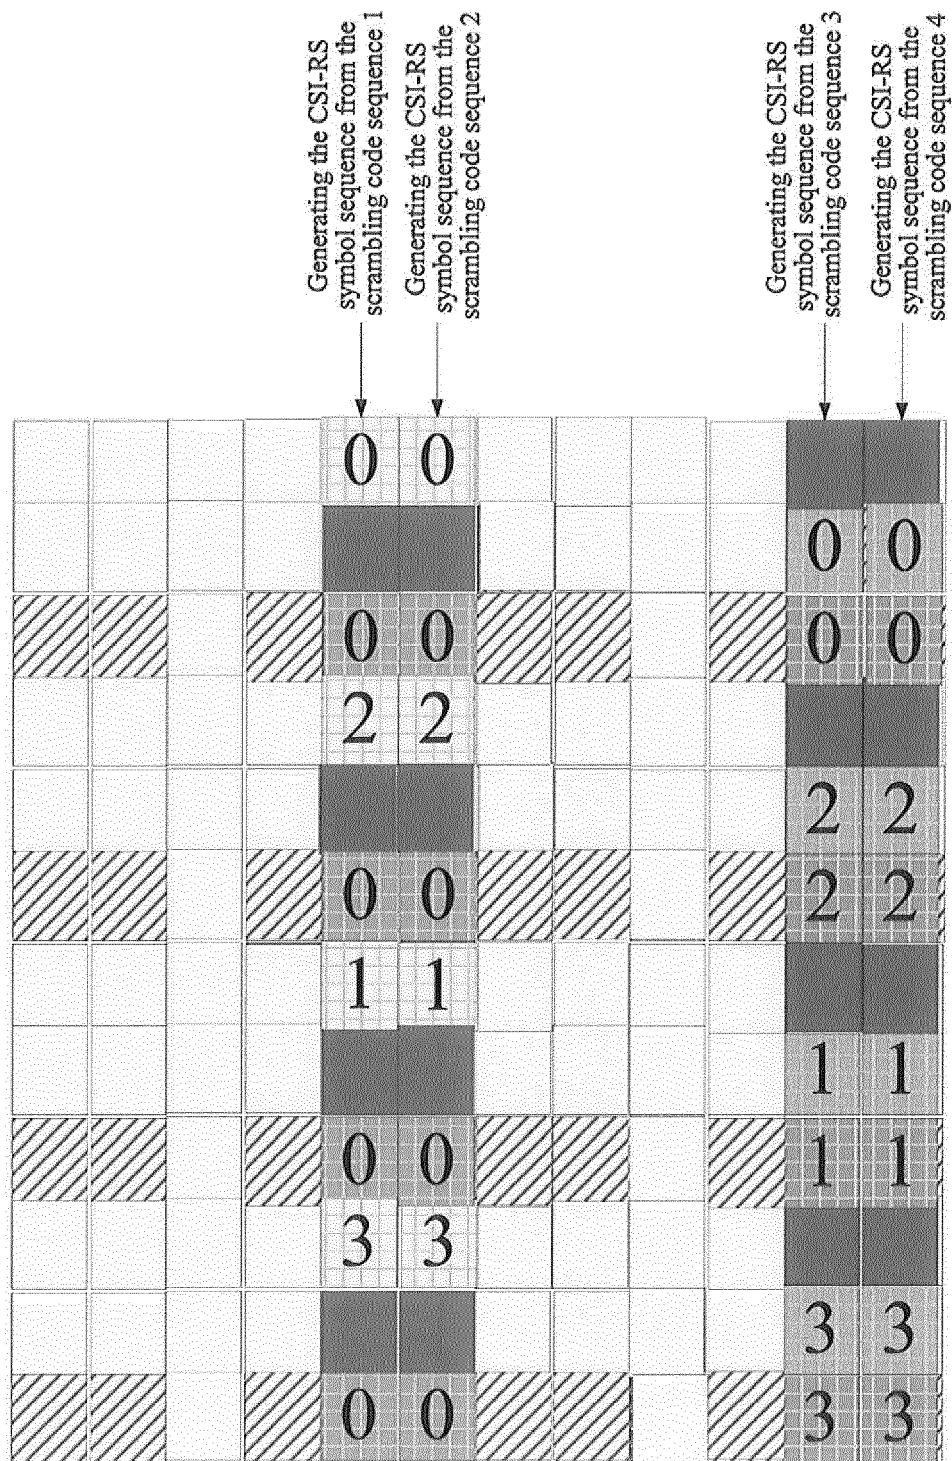 Generating the CSI-RS
symbol sequence from the
scrambling code sequence 1
Generating the CSI-RS
symbol sequence from the
scrambling code sequence 2
Generating the CSI-RS
symbol sequence from the
scrambling code sequence 3
Generating the CSI-RS
symbol sequence from the
scrambling code sequence 4
0 0
0 0
0 0 0 0
2 2
2 2
0 0 2 2
1 1
1 1
0 0 1 1
3 3
3 3
0 0 3 3